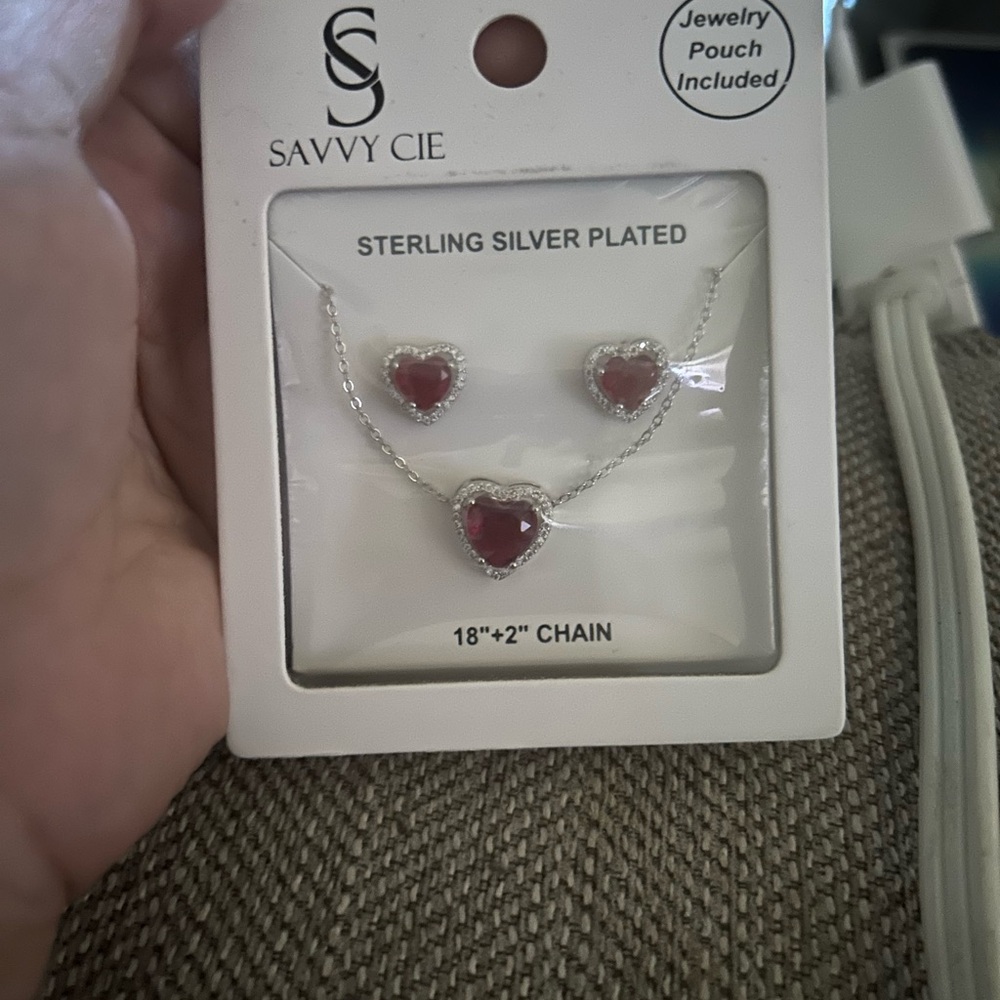 SC
SAVVY CIE
Jewelry
Pouch
Included
STERLING SILVER PLATED
18"+2" CHAIN